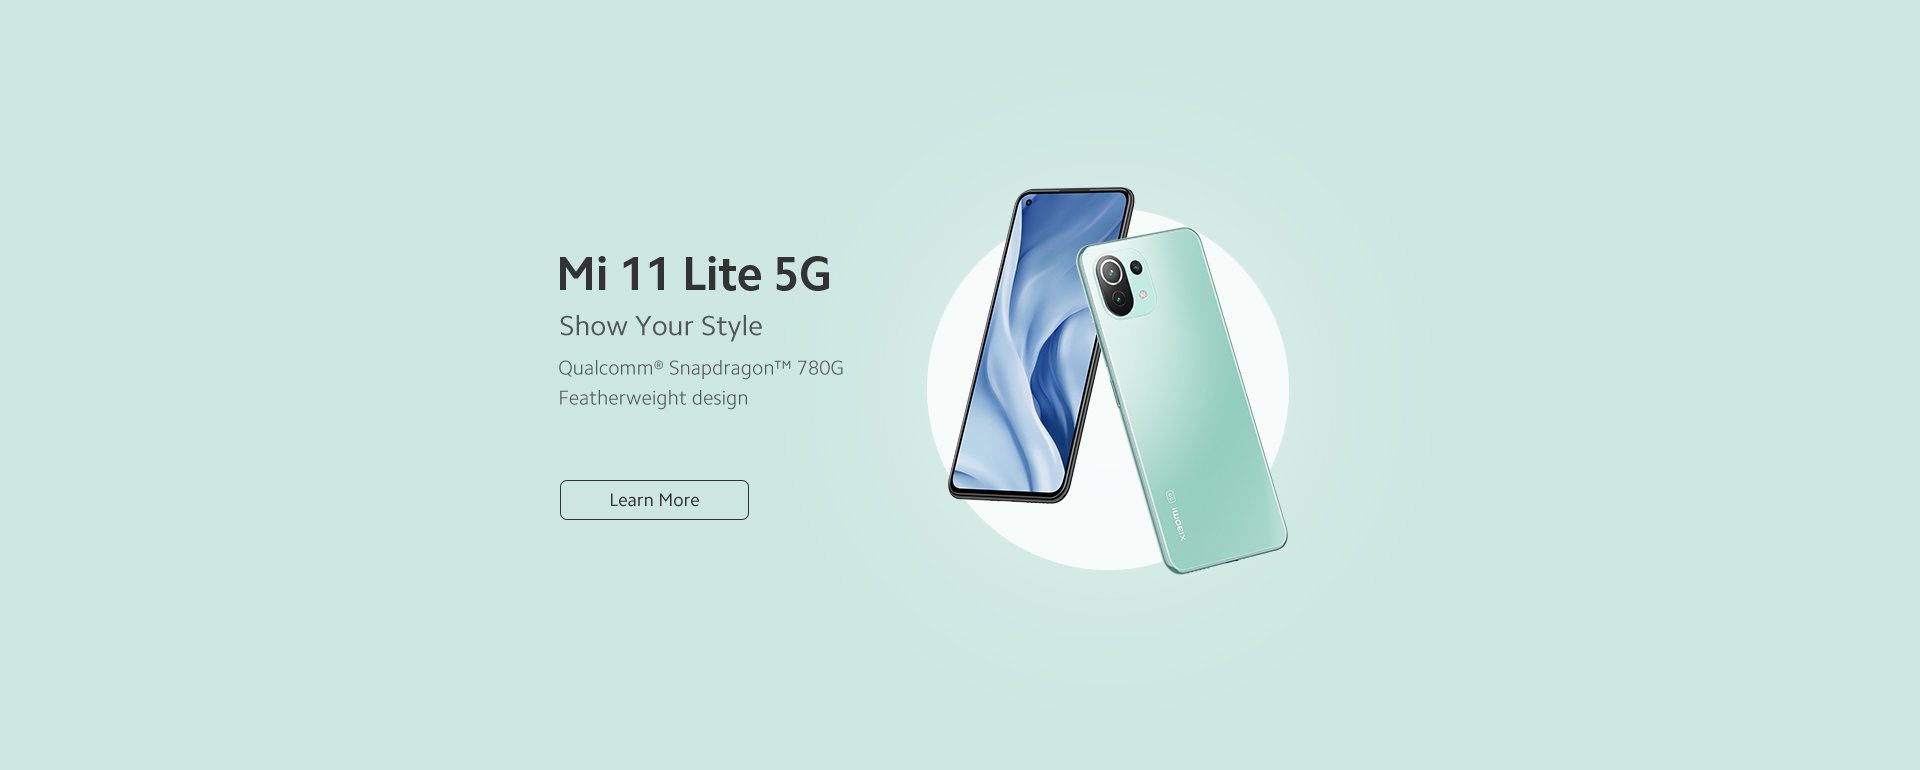 Mi 11 Lite 5G
Show Your Style
Qualcomm® Snapdragon™ 780G
Featherweight design
Learn More
5G
xiaomi